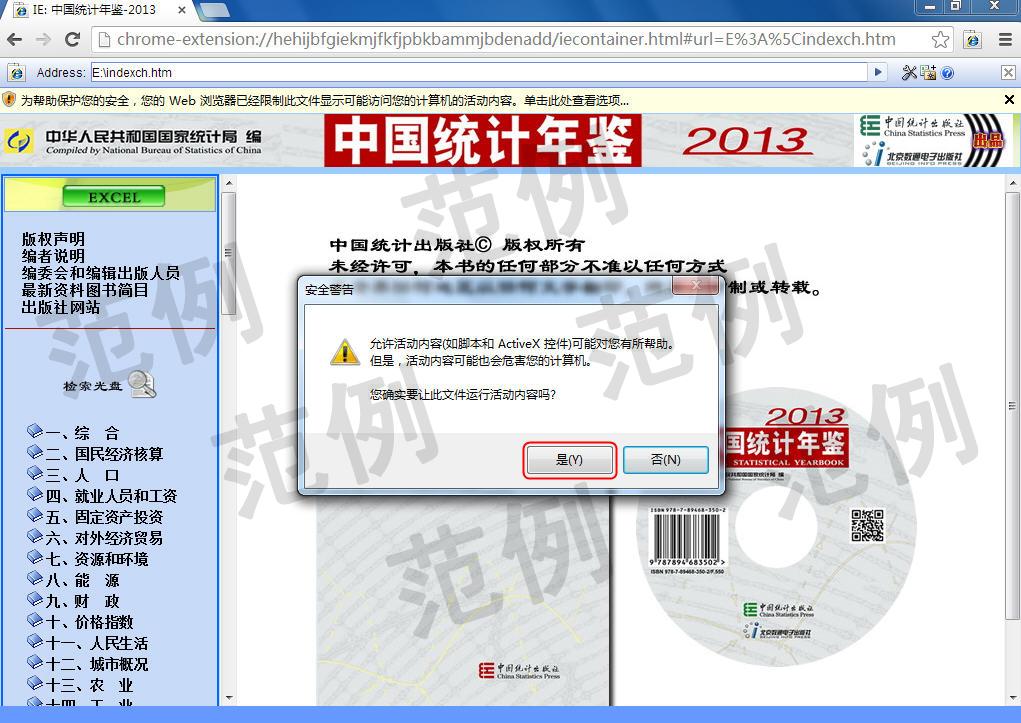 IE: 中国统计年鉴-2013
chrome-extension://hehijbfgiekmjfkfjpbkbammjbdenadd/iecontainer.html#url=E%3A%5Cindexch.htm
Address: E:\indexch.htm
为帮助保护您的安全，您的 Web 浏览器已经限制此文件显示可能访问您的计算机的活动内容。单击此处查看选项...
中华人民共和国国家统计局 编
Compiled by National Bureau of Statistics of China
中国统计年鉴
2013
中国统计出版社
China Statistics Press
北京数通电子出版社
BEIJING INFO PRESS
出品
EXCEL
版权声明
编者说明
编委会和编辑出版人员
最新资料图书简目
出版社网站
检索光盘
一、综 合
二、国民经济核算
三、人 口
四、就业人员和工资
五、固定资产投资
六、对外经济贸易
七、资源和环境
八、能 源
九、财 政
十、价格指数
十一、人民生活
十二、城市概况
十三、农 业
十四、工 业
中国统计出版社© 版权所有
未经许可，本书的任何部分不准以任何方式
制或转载。
安全警告
允许活动内容(如脚本和 ActiveX 控件)可能对您有所帮助。
但是，活动内容可能也会危害您的计算机。
您确实要让此文件运行活动内容吗?
是(Y)
否(N)
2013
国统计年鉴
STATISTICAL YEARBOOK
ISBN 978-7-89468-350-2
9 787894 683502 >
ISBN 978-7-89468-350-2/F.550
中国统计出版社
China Statistics Press
北京数通电子出版社
中国统计出版社
China Statistics Press
范例
范例
范例
范例
范例
范例